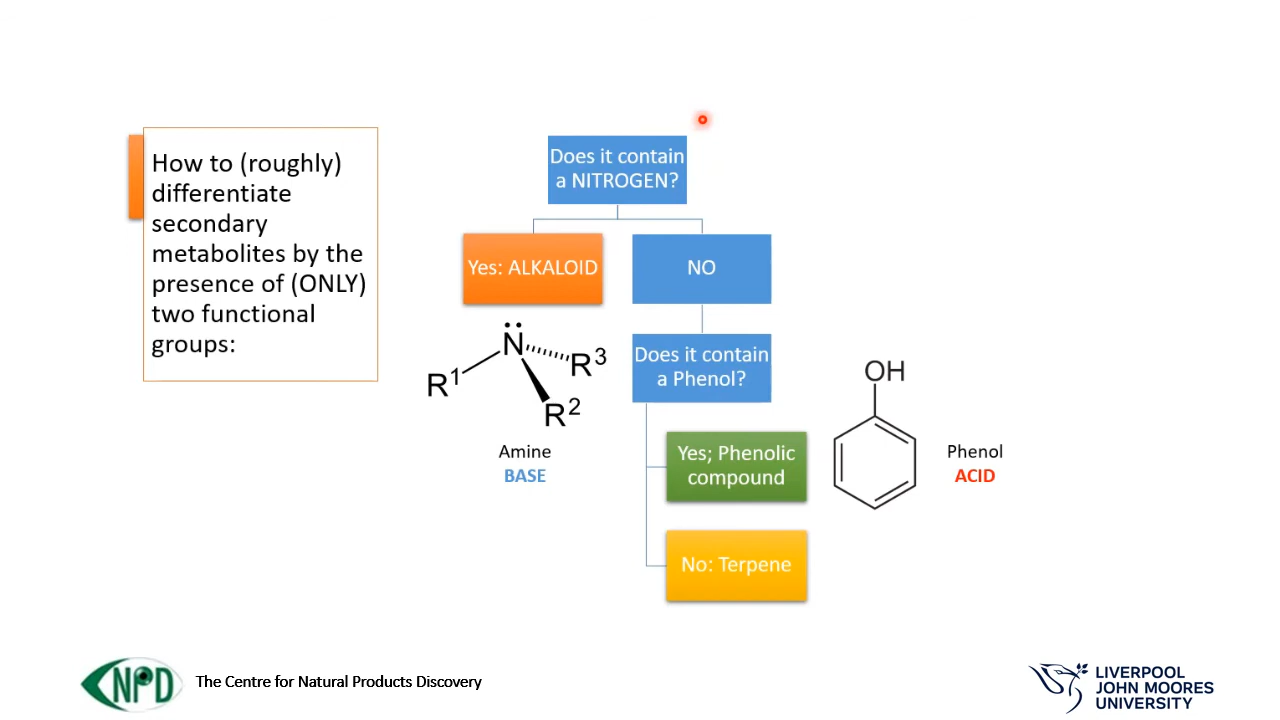 How to (roughly)
differentiate
secondary
metabolites by the
presence of (ONLY)
two functional
groups:
Does it contain
a NITROGEN?
Yes: ALKALOID
NO
N
R¹
R³
R²
Amine
BASE
Does it contain
a Phenol?
Yes; Phenolic
compound
No: Terpene
OH
Phenol
ACID
NPD
The Centre for Natural Products Discovery
LIVERPOOL
JOHN MOORES
UNIVERSITY